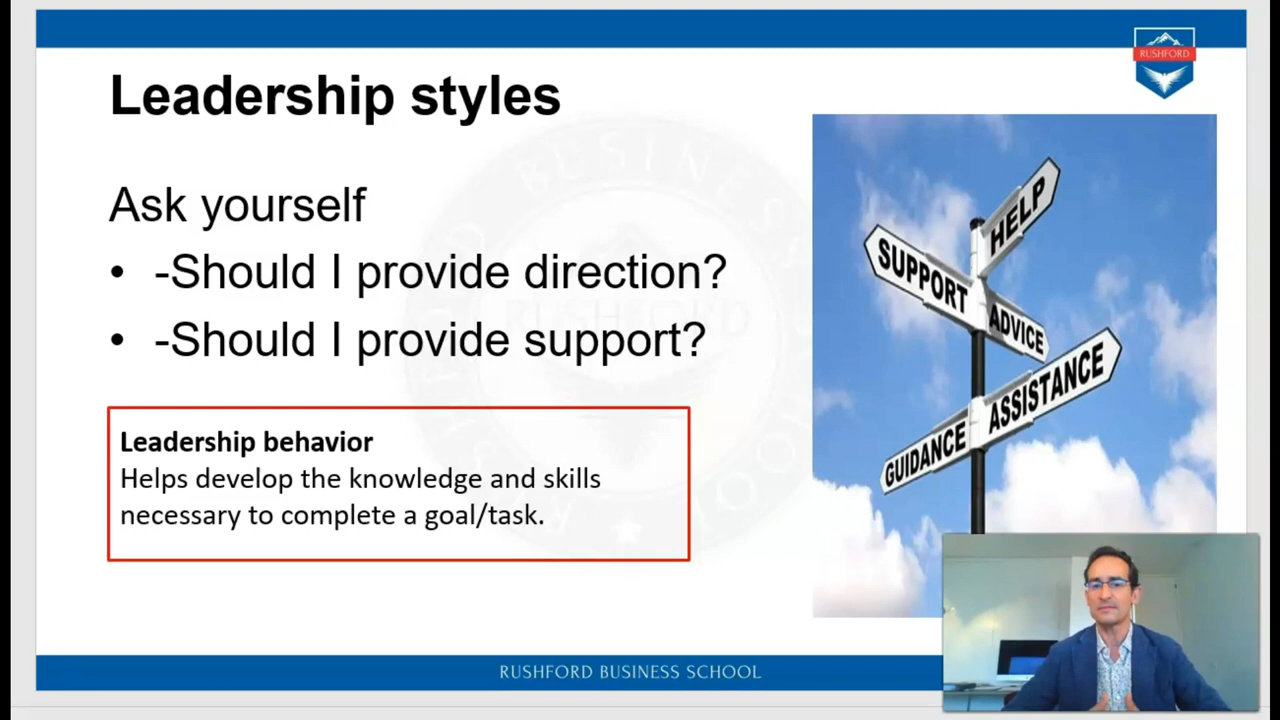 RUSHFORD
Leadership styles
Ask yourself
• -Should I provide direction?
• -Should I provide support?
Leadership behavior
Helps develop the knowledge and skills
necessary to complete a goal/task.
HELP
SUPPORT
ADVICE
ASSISTANCE
GUIDANCE
RUSHFORD BUSINESS SCHOOL